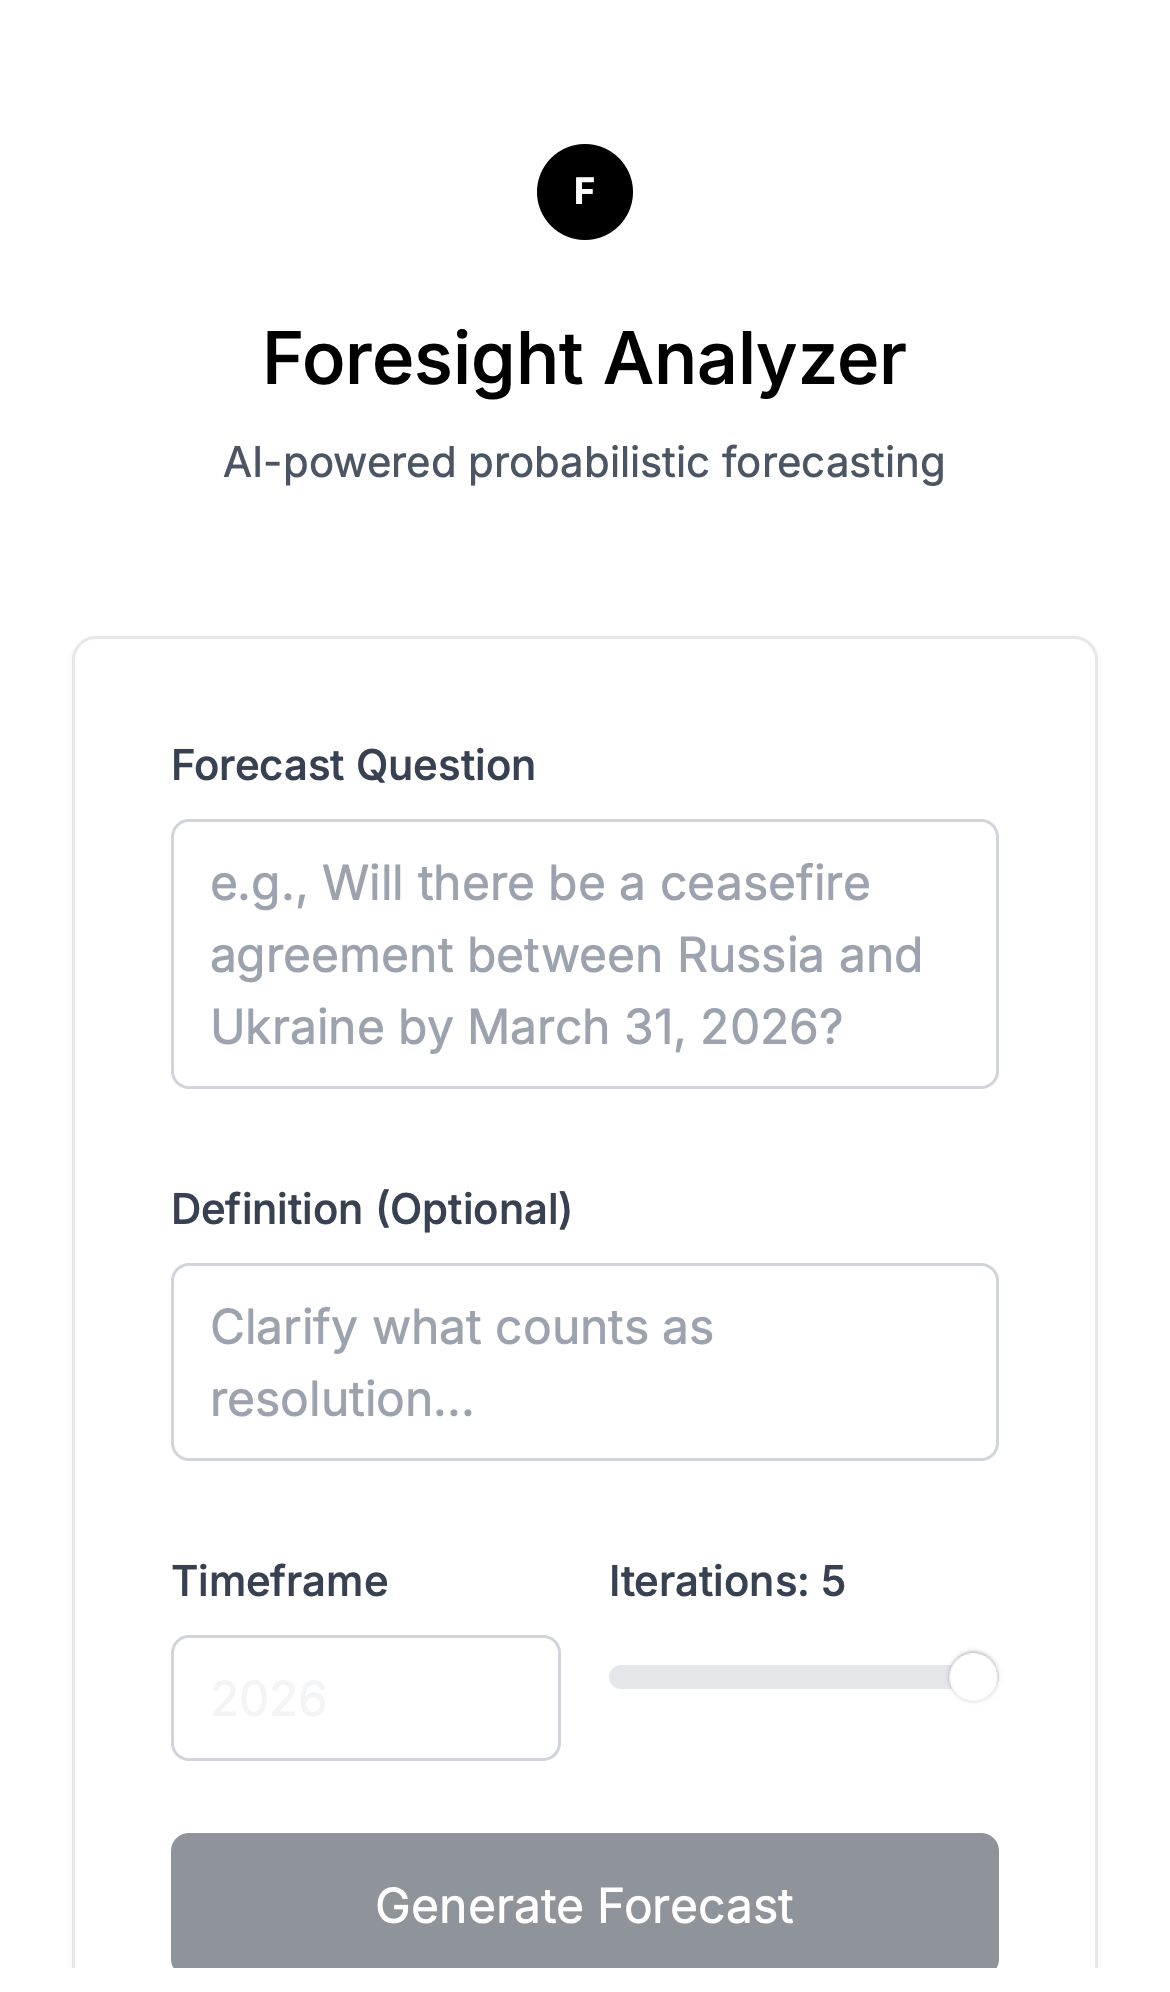 F
Foresight Analyzer
AI-powered probabilistic forecasting
Forecast Question
e.g., Will there be a ceasefire
agreement between Russia and
Ukraine by March 31, 2026?
Definition (Optional)
Clarify what counts as
resolution...
Timeframe
Iterations: 5
2026
Generate Forecast